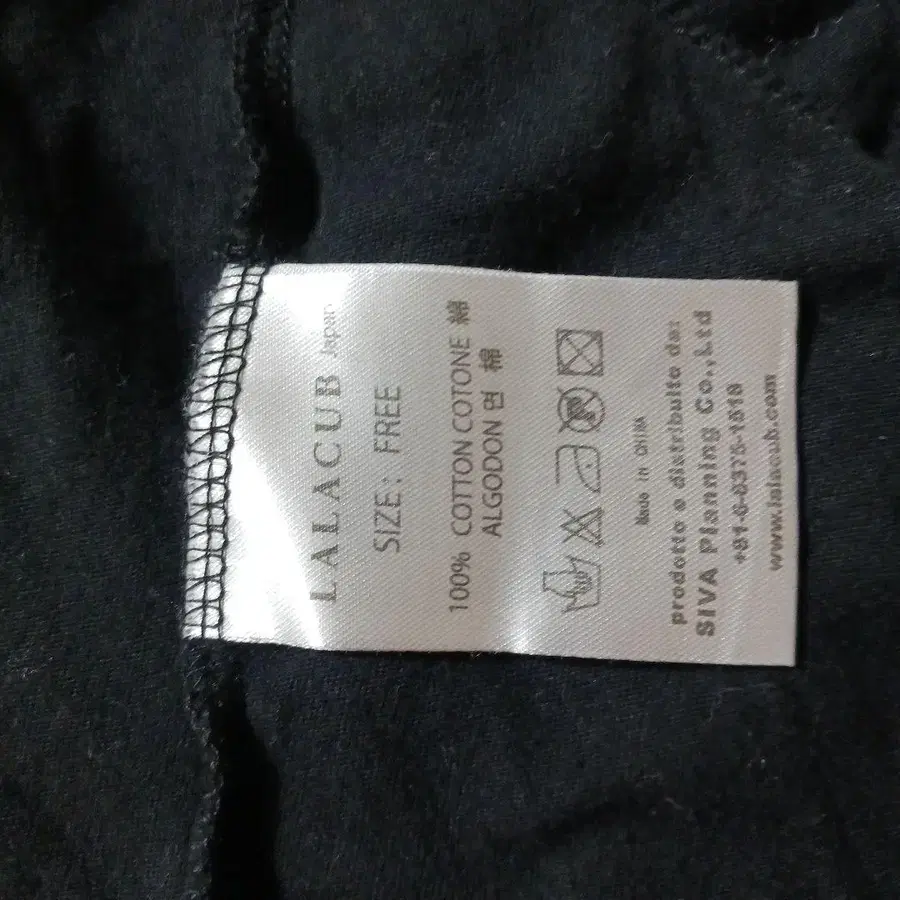 LALACUB Japan
SIZE: FREE
100% COTTON COTONE 綿
ALGODON 면 棉
Made in CHINA
prodotto e distribuito da:
SIVA Planning Co.,Ltd
+81-6-6375-1518
www.lalacub.com